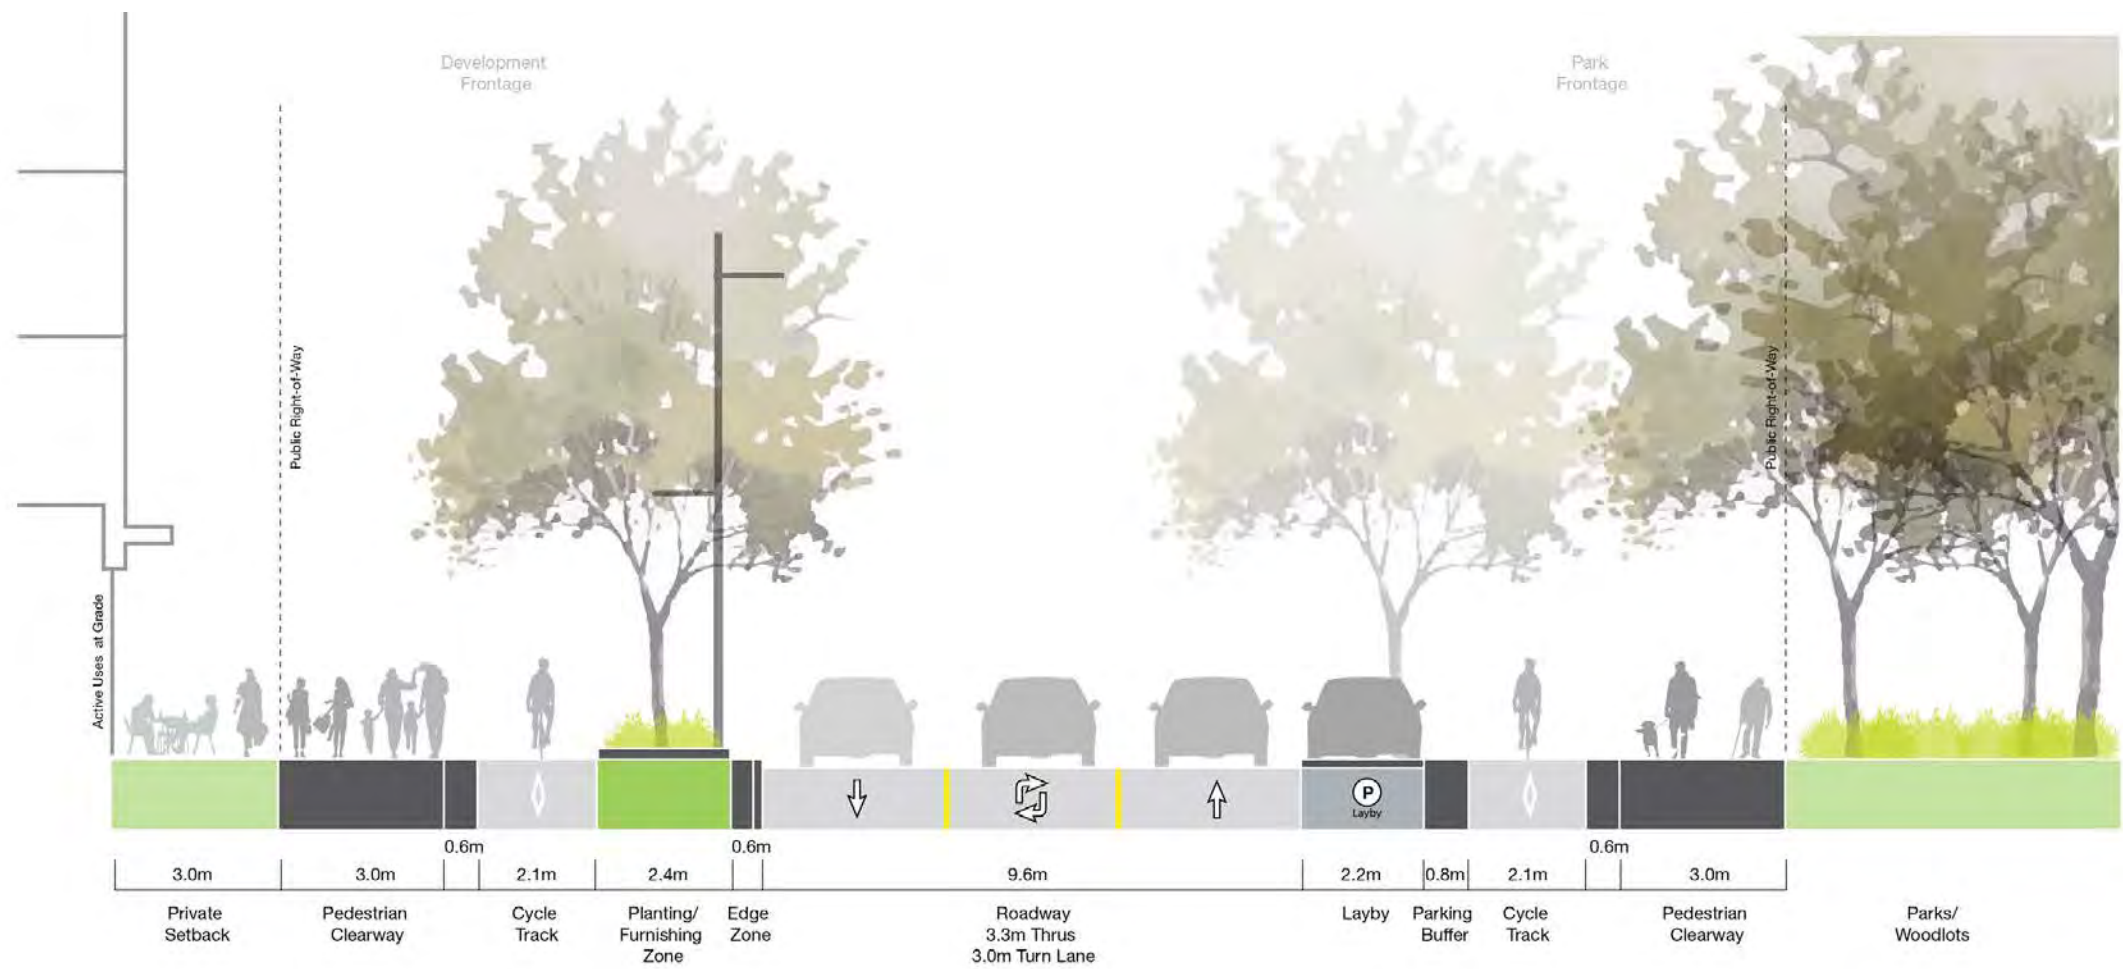 Development
Frontage
Park
Frontage
Public Right-of-Way
Public Right-of-Way
Active Uses at Grade
P
Layby
0.6m
0.6m
0.6m
3.0m
3.0m
2.1m
2.4m
9.6m
2.2m
0.8m
2.1m
3.0m
Private
Setback
Pedestrian
Clearway
Cycle
Track
Planting/
Furnishing
Zone
Edge
Zone
Roadway
3.3m Thrus
3.0m Turn Lane
Layby
Parking
Buffer
Cycle
Track
Pedestrian
Clearway
Parks/
Woodlots